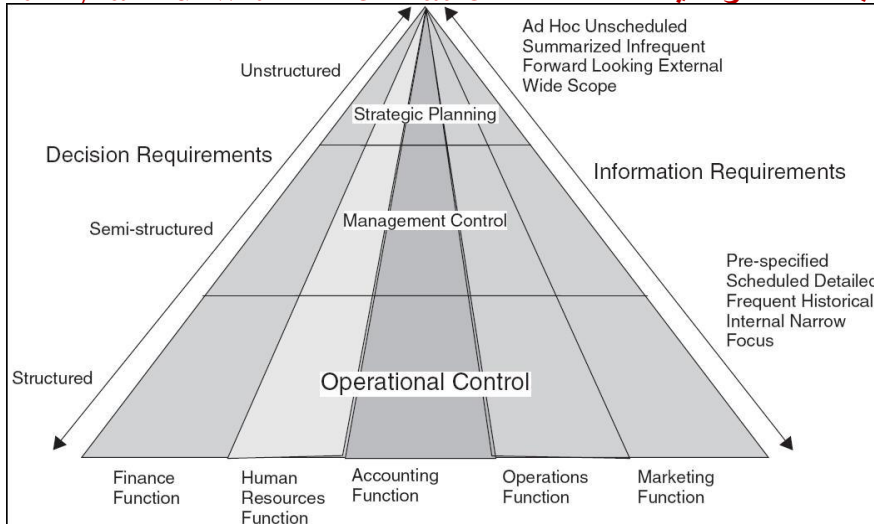 Ad Hoc Unscheduled
Summarized Infrequent
Forward Looking External
Wide Scope
Unstructured
Strategic Planning
Decision Requirements
Information Requirements
Management Control
Semi-structured
Pre-specified
Scheduled Detailed
Frequent Historical
Internal Narrow
Focus
Structured
Operational Control
Finance
Function
Human
Resources
Function
Accounting
Function
Operations
Function
Marketing
Function